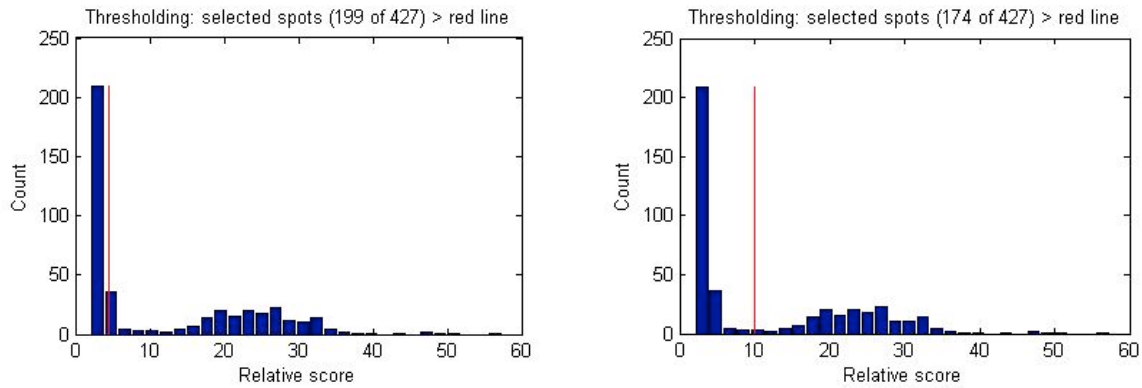 Thresholding: selected spots (199 of 427) > red line
250
200
150
100
50
0
Count
0 10 20 30 40 50 60
Relative score
Thresholding: selected spots (174 of 427) > red line
250
200
150
100
50
0
Count
0 10 20 30 40 50 60
Relative score